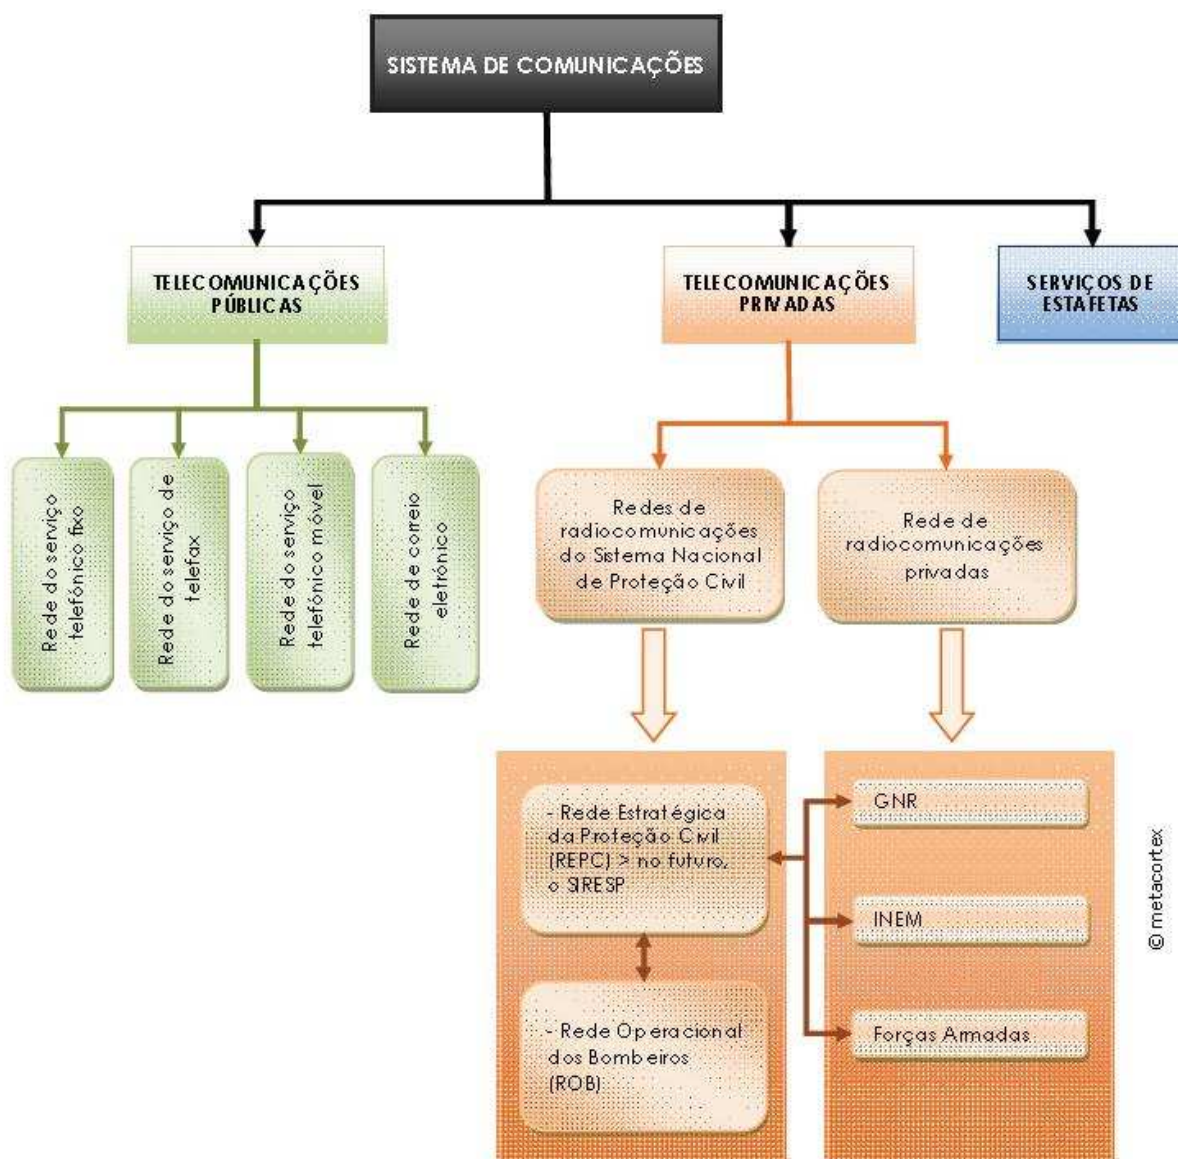 SISTEMA DE COMUNICAÇÕES
TELECOMUNICAÇÕES
PÚBLICAS
TELECOMUNICAÇÕES
PRIVADAS
SERVIÇOS DE
ESTAFETAS
Rede do serviço
telefónico fixo
Rede do serviço de
telefax
Rede do serviço
telefónico móvel
Rede de correio
eletrónico
Redes de
radiocomunicações
do Sistema Nacional
de Proteção Civil
Rede de
radiocomunicações
privadas
- Rede Estratégica
da Proteção Civil
(REPC) > no futuro,
o SIRESP
- Rede Operacional
dos Bombeiros
(ROB)
GNR
INEM
Forças Armadas
© metacortex